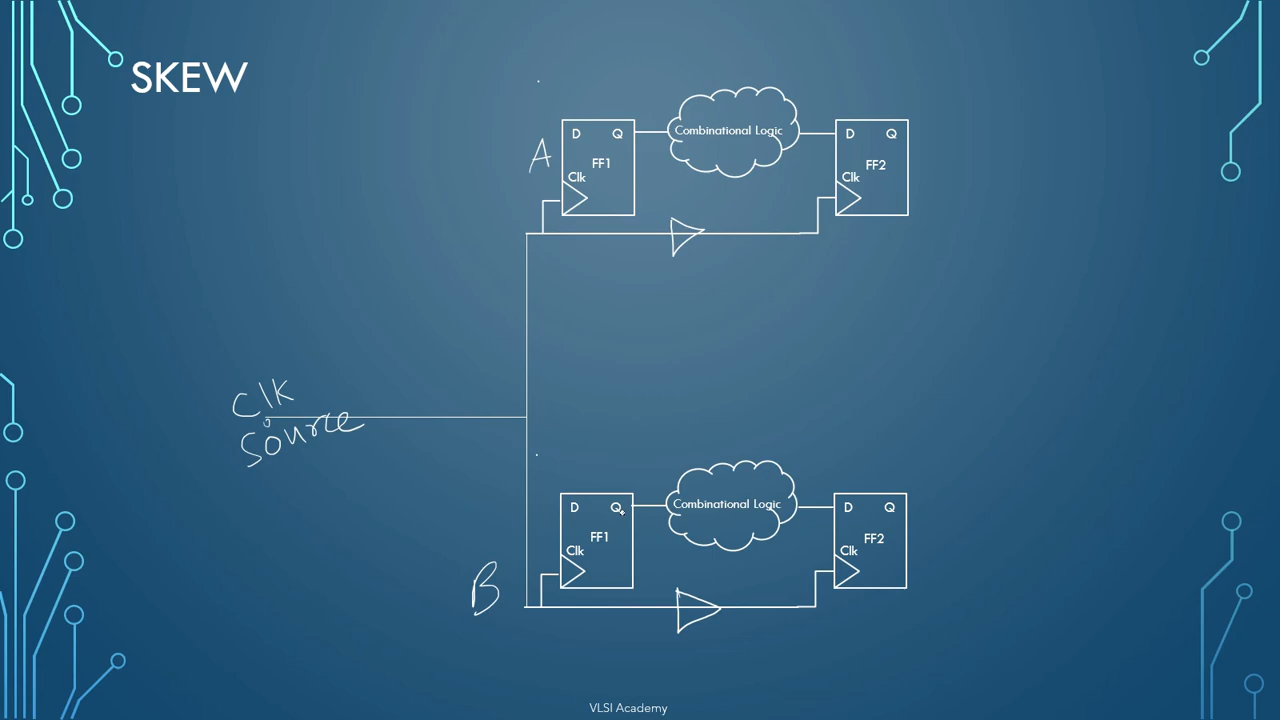 SKEW
A
D Q
FF1
Clk
Combinational Logic
D Q
FF2
Clk
Clk
Source
B
D Q
FF1
Clk
Combinational Logic
D Q
FF2
Clk
VLSI Academy